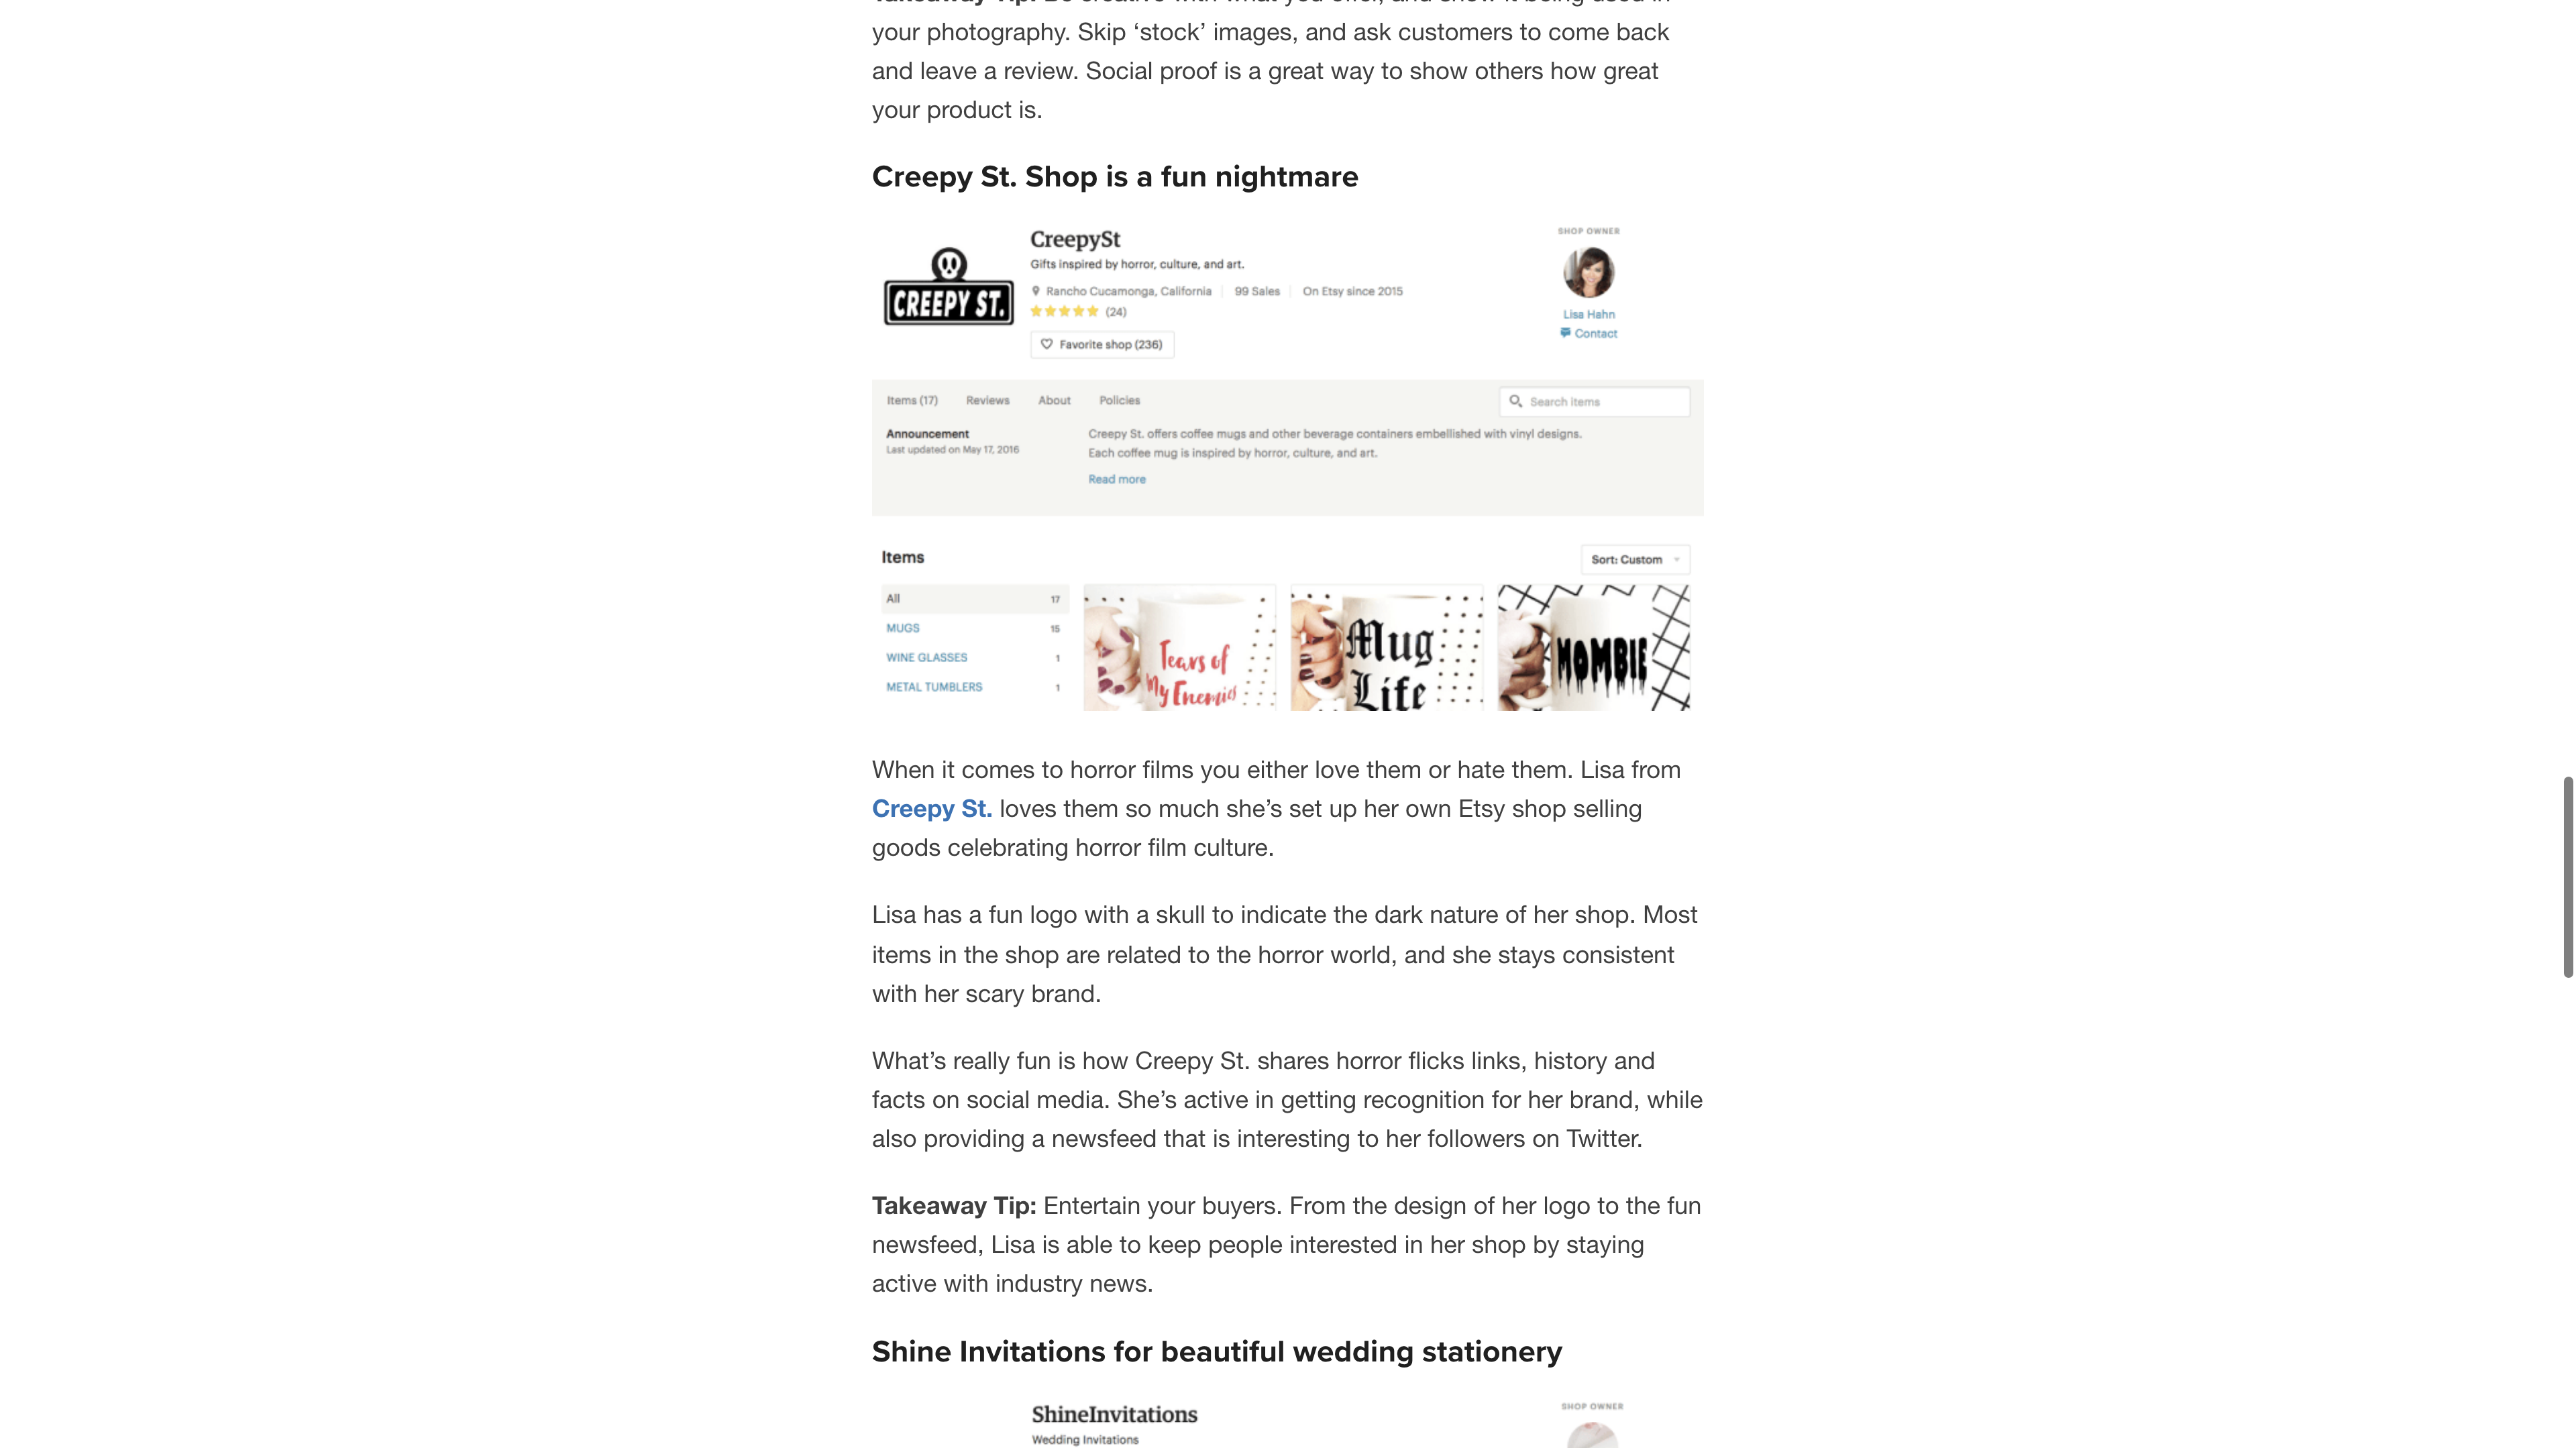 your photography. Skip ‘stock’ images, and ask customers to come back
and leave a review. Social proof is a great way to show others how great
your product is.
Creepy St. Shop is a fun nightmare
CREEPY ST.
CreepySt
Gifts inspired by horror, culture, and art.
Rancho Cucamonga, California 99 Sales On Etsy since 2015
(24)
Favorite shop (236)
SHOP OWNER
Lisa Hahn
Contact
Items (17) Reviews About Policies
Search items
Announcement
Last updated on May 17, 2016
Creepy St. offers coffee mugs and other beverage containers embellished with vinyl designs.
Each coffee mug is inspired by horror, culture, and art.
Read more
Items
Sort: Custom
All 17
MUGS 15
WINE GLASSES 1
METAL TUMBLERS 1
Tears of
My Enemies
Mug
Life
MOMBIE
When it comes to horror films you either love them or hate them. Lisa from
Creepy St. loves them so much she’s set up her own Etsy shop selling
goods celebrating horror film culture.
Lisa has a fun logo with a skull to indicate the dark nature of her shop. Most
items in the shop are related to the horror world, and she stays consistent
with her scary brand.
What’s really fun is how Creepy St. shares horror flicks links, history and
facts on social media. She’s active in getting recognition for her brand, while
also providing a newsfeed that is interesting to her followers on Twitter.
Takeaway Tip: Entertain your buyers. From the design of her logo to the fun
newsfeed, Lisa is able to keep people interested in her shop by staying
active with industry news.
Shine Invitations for beautiful wedding stationery
ShineInvitations
Wedding Invitations
SHOP OWNER